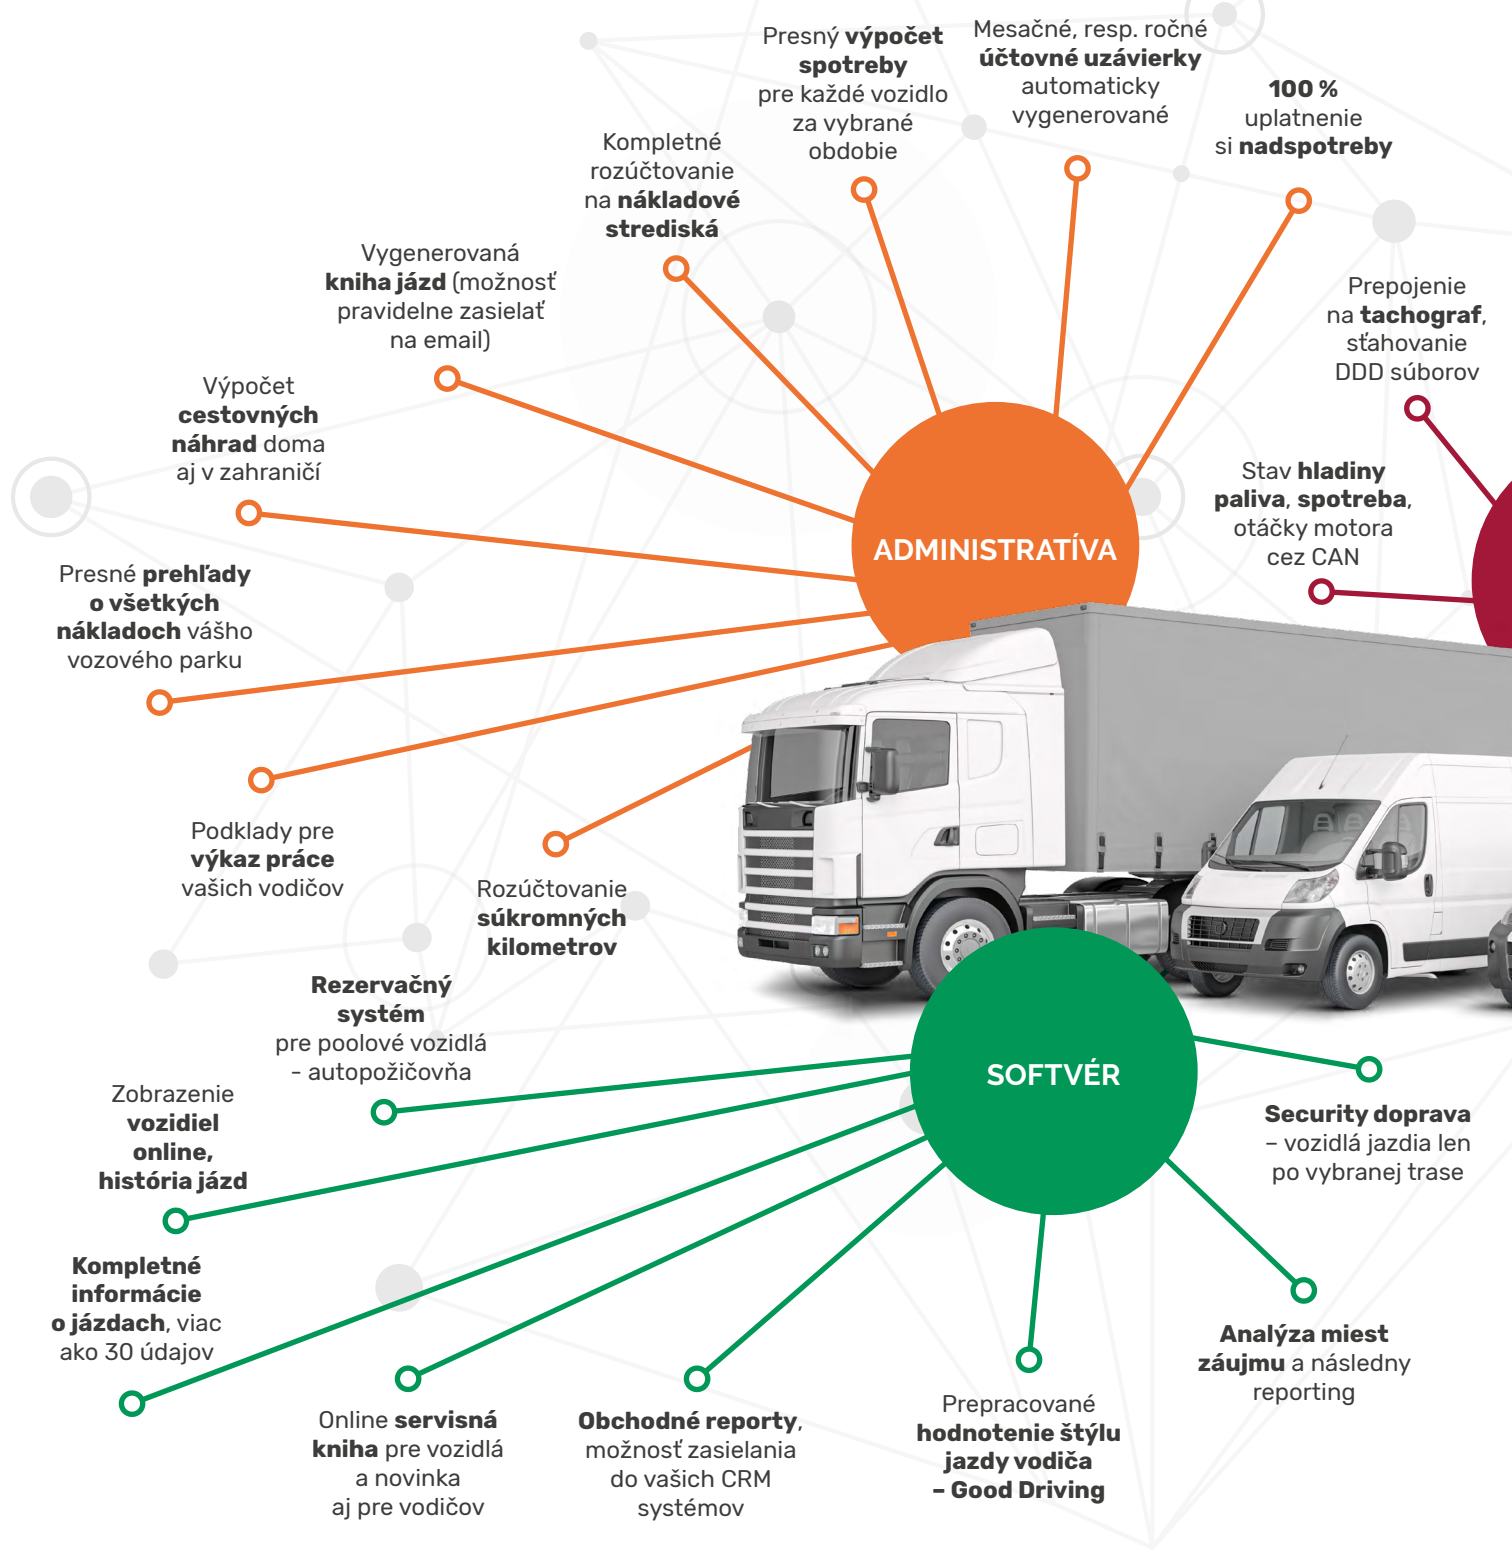 Presný výpočet
spotreby
pre každé vozidlo
za vybrané
obdobie
Mesačné, resp. ročné
účtovné uzávierky
automaticky
vygenerované
100 %
uplatnenie
si nadspotreby
Kompletné
rozúčtovanie
na nákladové
strediská
Vygenerovaná
kniha jázd (možnosť
pravidelne zasielať
na email)
Prepojenie
na tachograf,
sťahovanie
DDD súborov
Výpočet
cestovných
náhrad doma
aj v zahraničí
Stav hladiny
paliva, spotreba,
otáčky motora
cez CAN
ADMINISTRATÍVA
Presné prehľady
o všetkých
nákladoch vášho
vozového parku
Podklady pre
výkaz práce
vašich vodičov
Rozúčtovanie
súkromných
kilometrov
Rezervačný
systém
pre poolové vozidlá
- autopožičovňa
SOFTVÉR
Zobrazenie
vozidiel
online,
história jázd
Security doprava
– vozidlá jazdia len
po vybranej trase
Kompletné
informácie
o jázdach, viac
ako 30 údajov
Analýza miest
záujmu a následny
reporting
Online servisná
kniha pre vozidlá
a novinka
aj pre vodičov
Obchodné reporty,
možnosť zasielania
do vašich CRM
systémov
Prepracované
hodnotenie štýlu
jazdy vodiča
– Good Driving